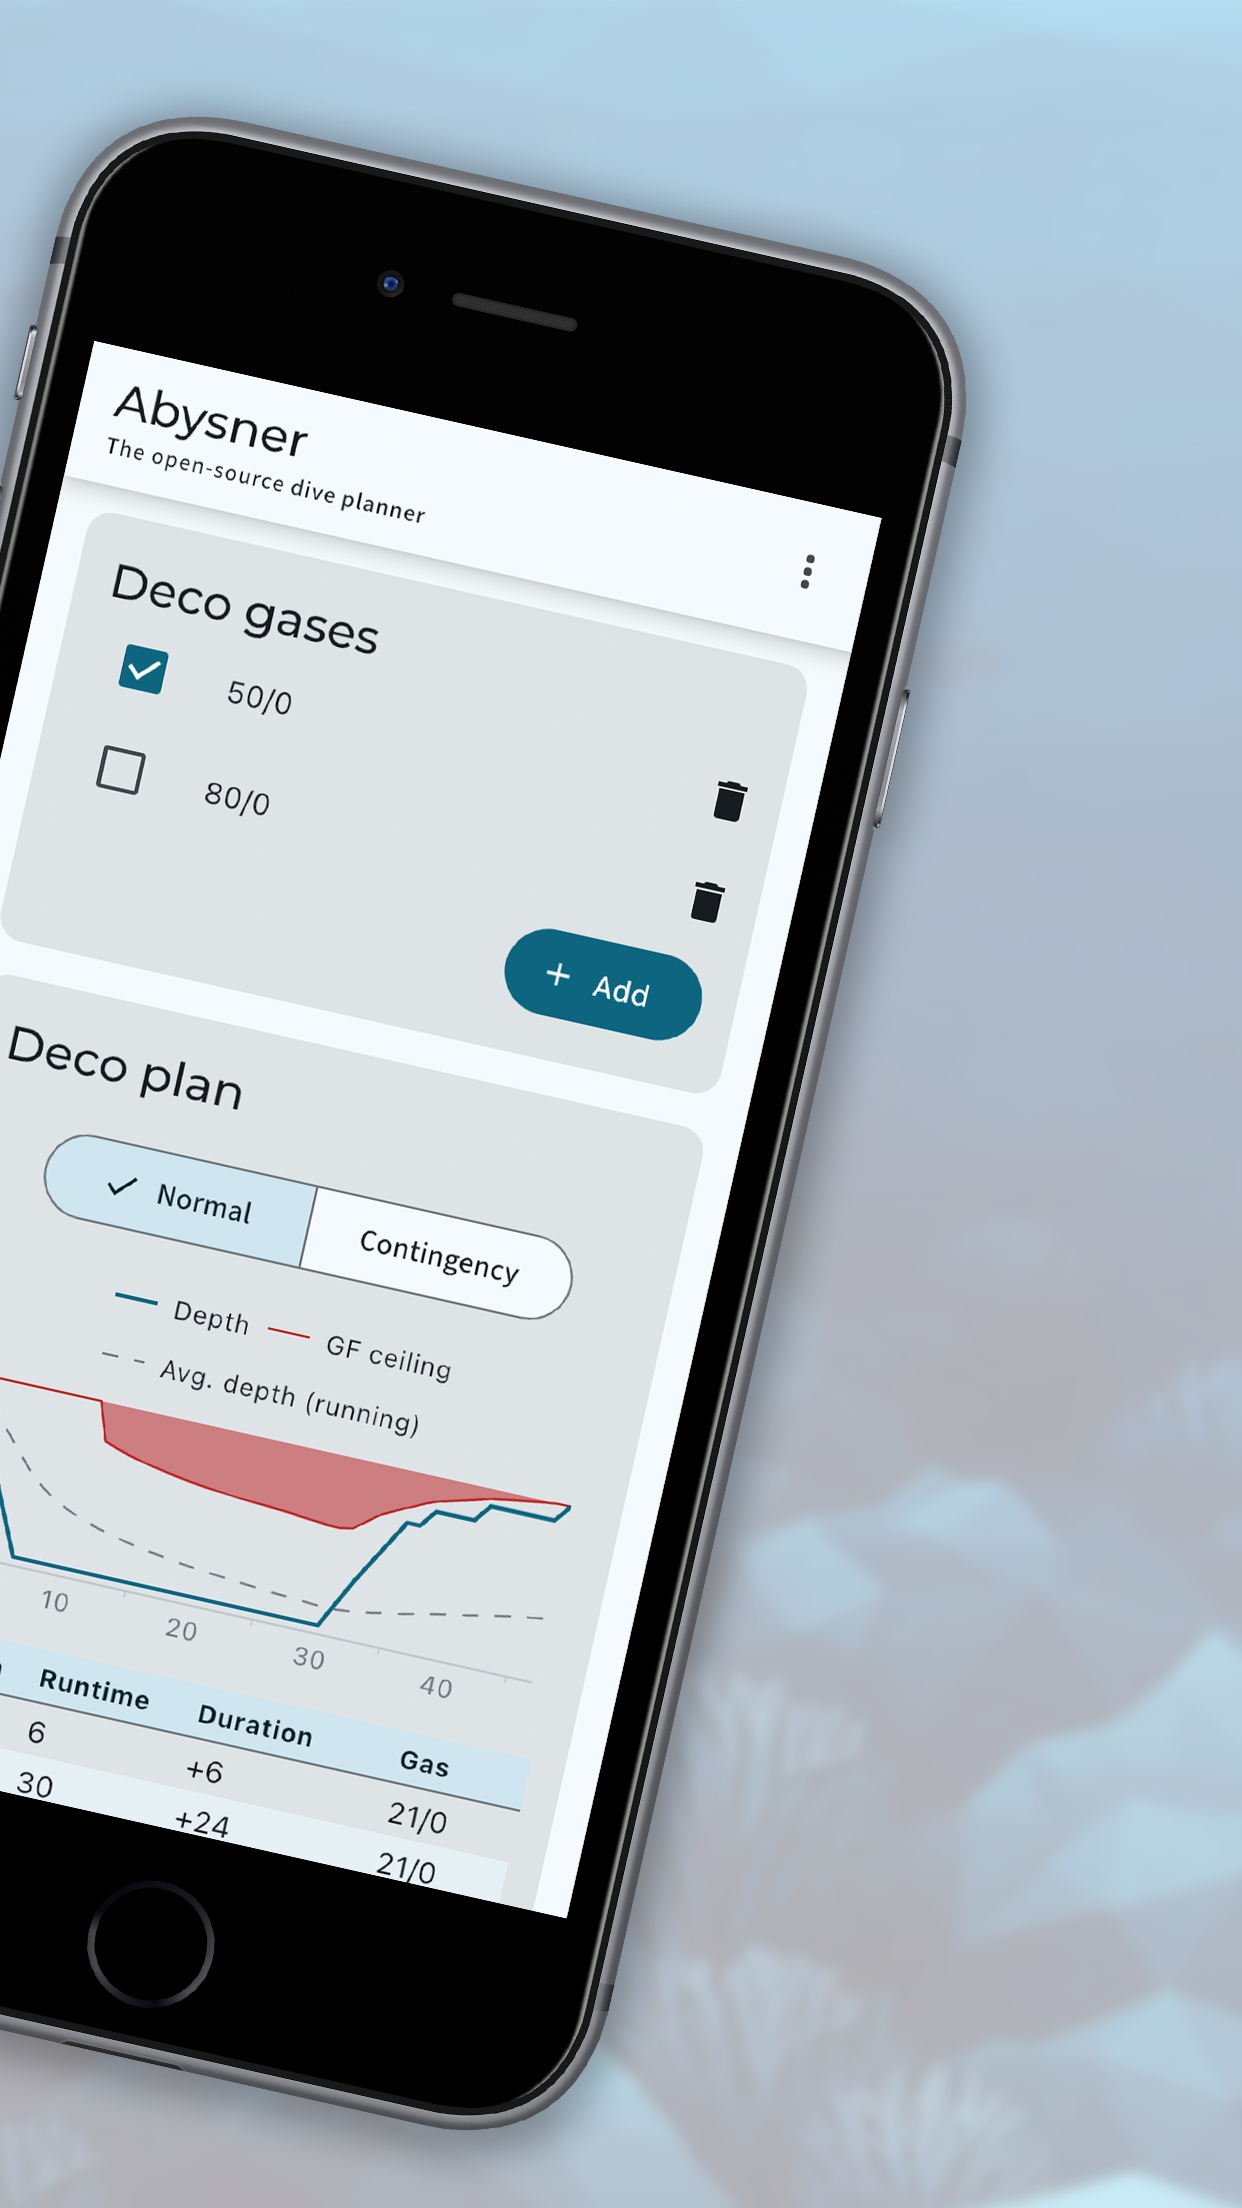 Abysner
The open-source dive planner
Deco gases
50/0
80/0
+ Add
Deco plan
Normal
Contingency
Depth
GF ceiling
Avg. depth (running)
10
20
30
40
Runtime Duration Gas
6 +6 21/0
30 +24 21/0